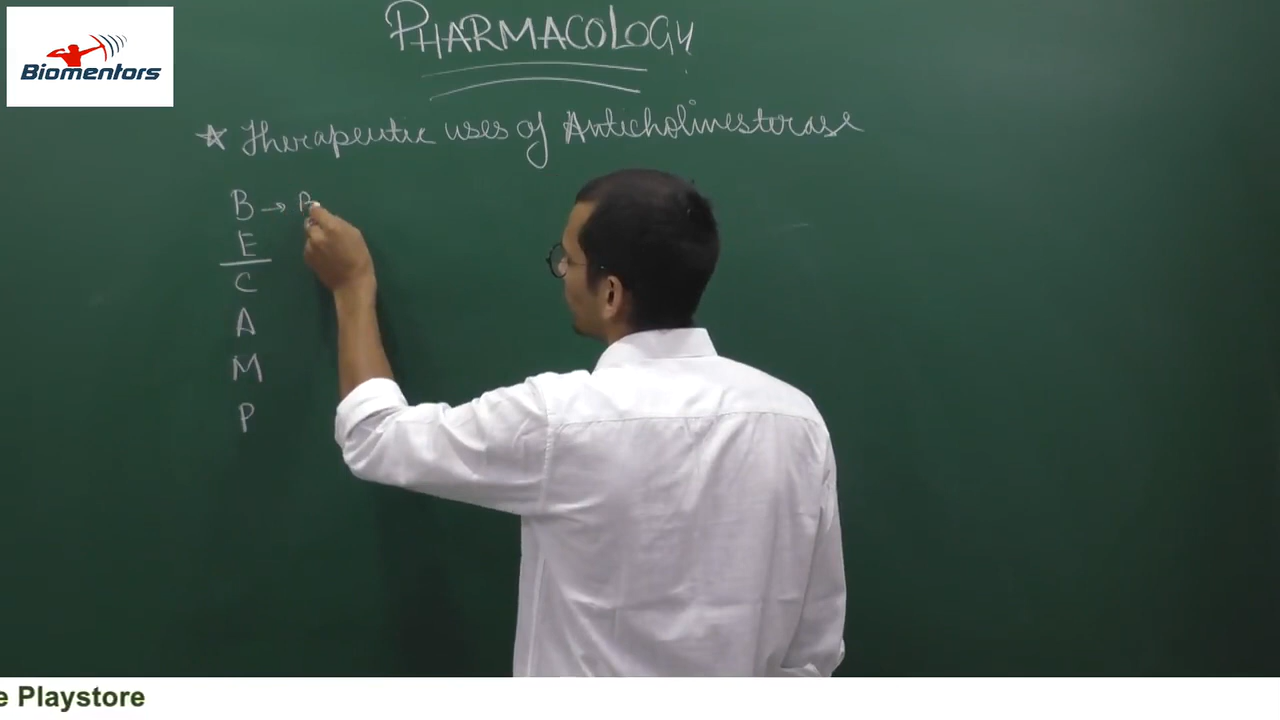 Biomentors
PHARMACOLOGY
★ Therapeutic uses of Anticholinesterase
B → B
E
C
A
M
P
e Playstore